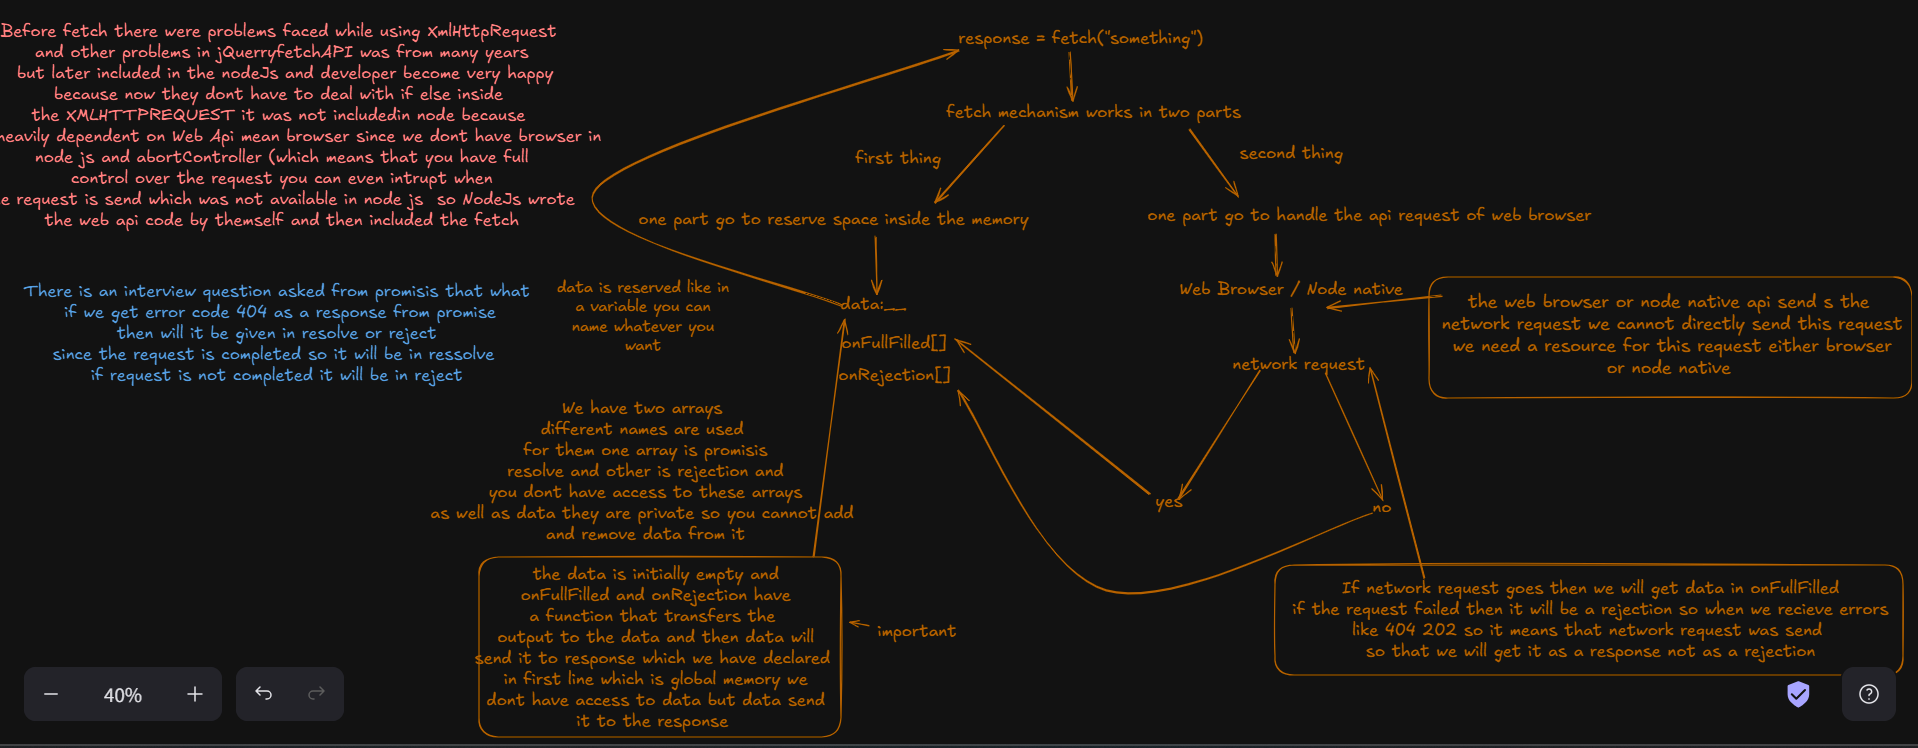 Before fetch there were problems faced while using XmlHttpRequest
and other problems in jQuerryfetchAPI was from many years
but later included in the nodeJs and developer become very happy
because now they dont have to deal with if else inside
the XMLHTTPREQUEST it was not includedin node because
heavily dependent on Web Api mean browser since we dont have browser in
node js and abortController (which means that you have full
control over the request you can even intrupt when
request is send which was not available in node js so NodeJs wrote
the web api code by themself and then included the fetch
There is an interview question asked from promisis that what
if we get error code 404 as a response from promise
then will it be given in resolve or reject
since the request is completed so it will be in ressolve
if request is not completed it will be in reject
response = fetch("something")
fetch mechanism works in two parts
first thing
second thing
one part go to reserve space inside the memory
one part go to handle the api request of web browser
data is reserved like in
a variable you can
name whatever you
want
data:__
onFullFilled[]
onRejection[]
Web Browser / Node native
the web browser or node native api send s the
network request we cannot directly send this request
we need a resource for this request either browser
or node native
network request
yes
no
We have two arrays
different names are used
for them one array is promisis
resolve and other is rejection and
you dont have access to these arrays
as well as data they are private so you cannot add
and remove data from it
the data is initially empty and
onFullFilled and onRejection have
a function that transfers the
output to the data and then data will
send it to response which we have declared
in first line which is global memory we
dont have access to data but data send
it to the response
important
If network request goes then we will get data in onFullFilled
if the request failed then it will be a rejection so when we recieve errors
like 404 202 so it means that network request was send
so that we will get it as a response not as a rejection
40%